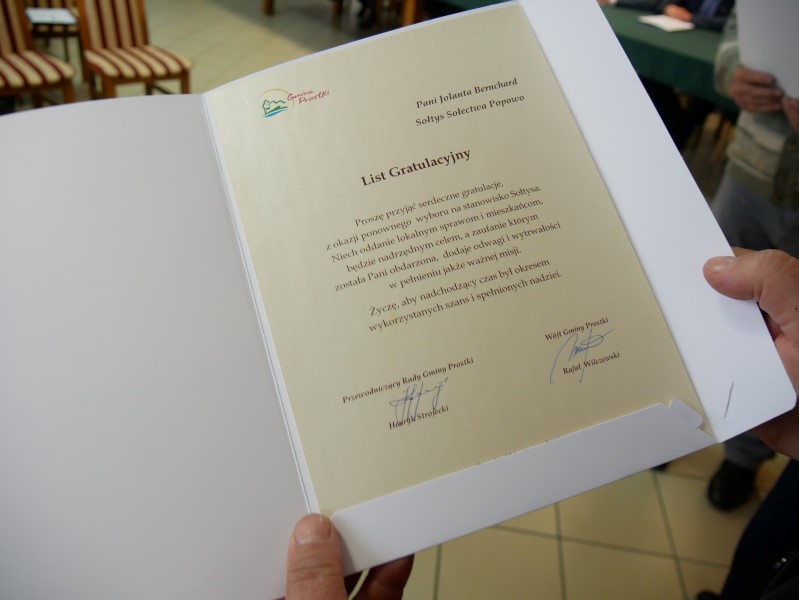 Gmina
Prostki
Pani Jolanta Bernchard
Sołtys Sołectwa Popowo
List Gratulacyjny
Proszę przyjąć serdeczne gratulacje,
z okazji ponownego wyboru na stanowisko Sołtysa.
Niech oddanie lokalnym sprawom i mieszkańcom,
będzie nadrzędnym celem, a zaufanie którym
została Pani obdarzona, dodaje odwagi i wytrwałości
w pełnieniu jakże ważnej misji.
Życzę, aby nadchodzący czas był okresem
wykorzystanych szans i spełnionych nadziei.
Przewodniczący Rady Gminy Prostki
Henryk Strojecki
Wójt Gminy Prostki
Rafał Wilczewski